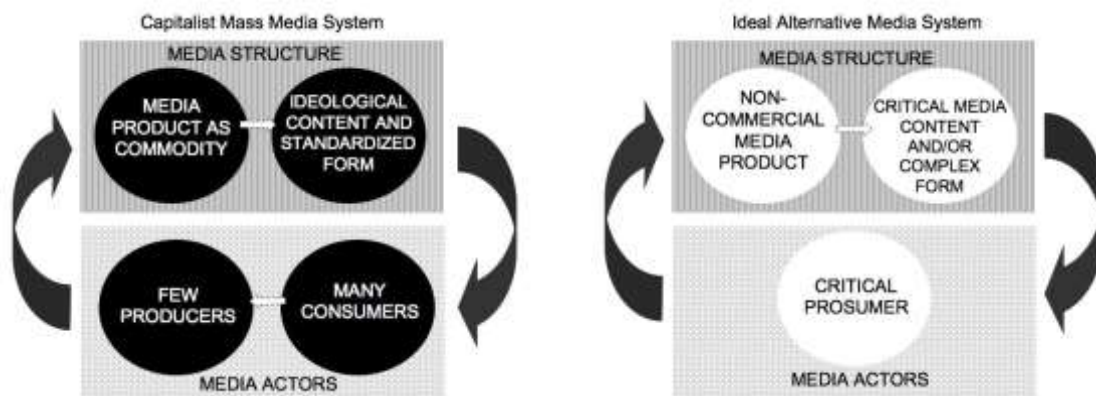 Capitalist Mass Media System
MEDIA STRUCTURE
MEDIA
PRODUCT AS
COMMODITY
IDEOLOGICAL
CONTENT AND
STANDARDIZED
FORM
FEW
PRODUCERS
MANY
CONSUMERS
MEDIA ACTORS
Ideal Alternative Media System
MEDIA STRUCTURE
NON-
COMMERCIAL
MEDIA
PRODUCT
CRITICAL MEDIA
CONTENT
AND/OR
COMPLEX
FORM
CRITICAL
PROSUMER
MEDIA ACTORS